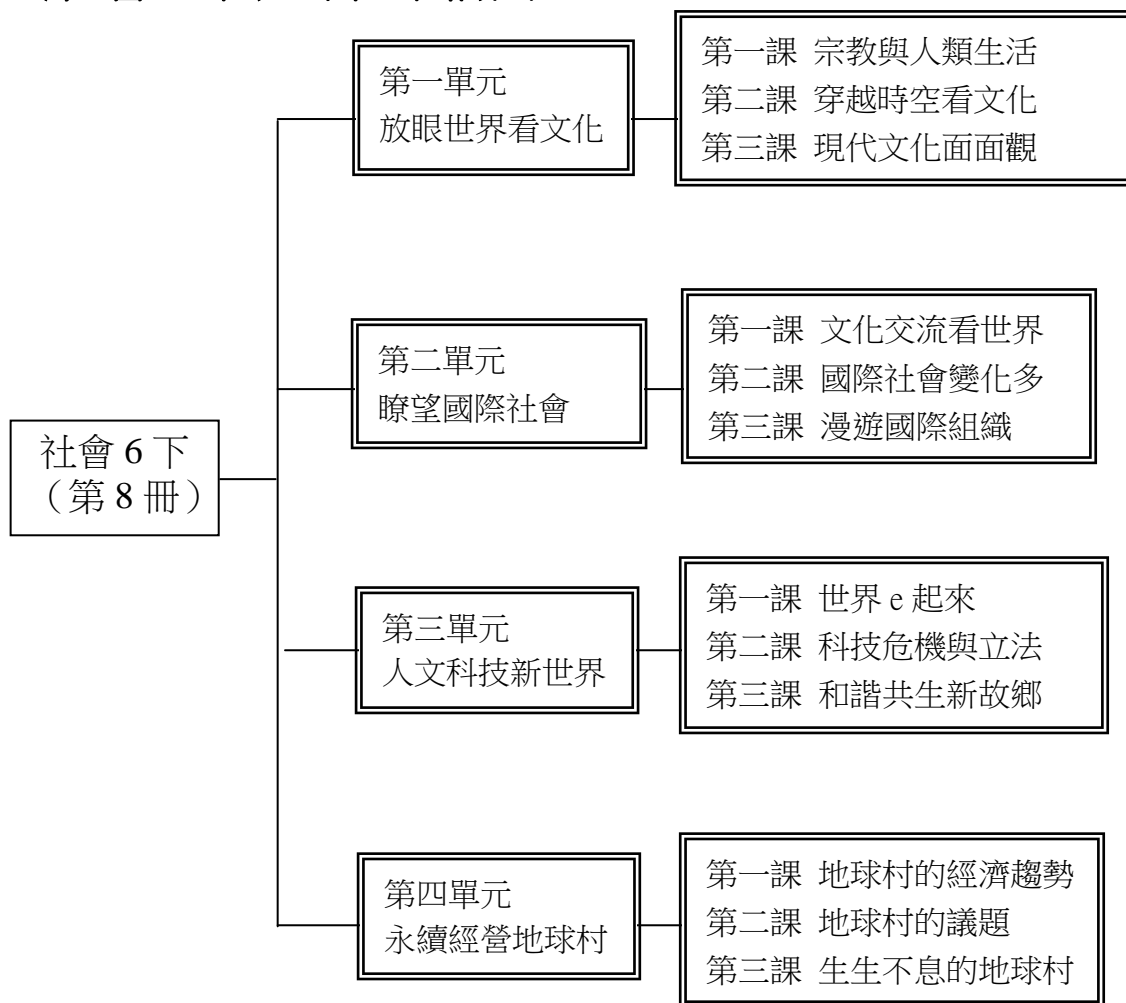 社會 6 下
（第 8 冊）
第一單元
放眼世界看文化
第一課 宗教與人類生活
第二課 穿越時空看文化
第三課 現代文化面面觀
第二單元
瞭望國際社會
第一課 文化交流看世界
第二課 國際社會變化多
第三課 漫遊國際組織
第三單元
人文科技新世界
第一課 世界 e 起來
第二課 科技危機與立法
第三課 和諧共生新故鄉
第四單元
永續經營地球村
第一課 地球村的經濟趨勢
第二課 地球村的議題
第三課 生生不息的地球村